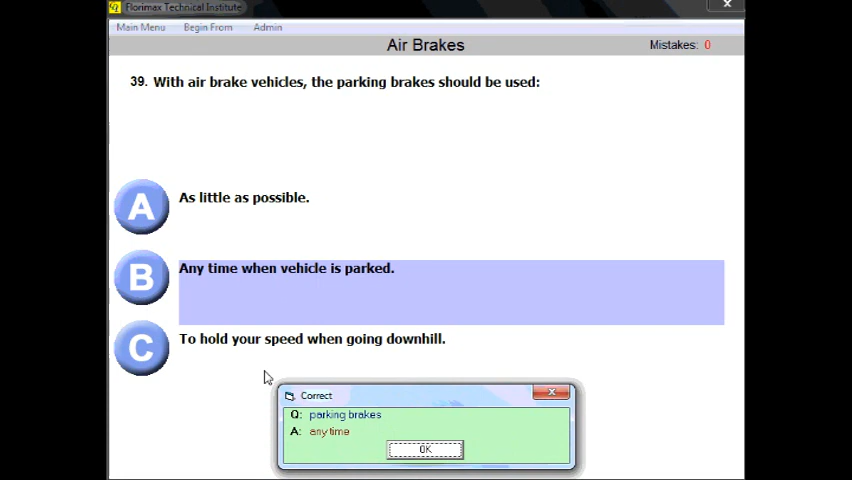 Florimax Technical Institute
Main Menu Begin From Admin
Air Brakes Mistakes: 0
39. With air brake vehicles, the parking brakes should be used:
A As little as possible.
B Any time when vehicle is parked.
C To hold your speed when going downhill.
Correct
Q: parking brakes
A: any time
OK